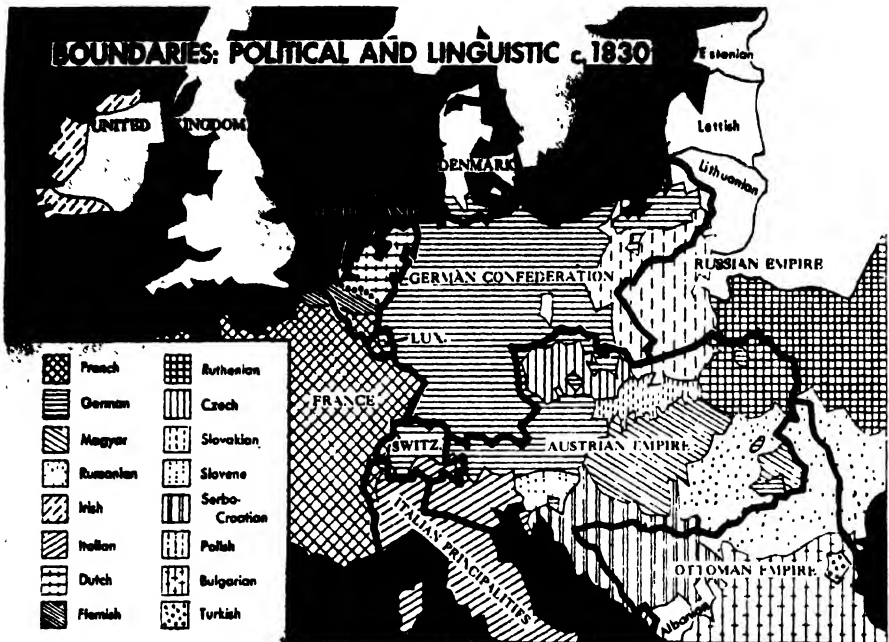 BOUNDARIES: POLITICAL AND LINGUISTIC c. 1830
Estonian
UNITED KINGDOM
Lettish
DENMARK
Lithuanian
GERMAN CONFEDERATION
RUSSIAN EMPIRE
LUX.
FRANCE
SWITZ.
AUSTRIAN EMPIRE
ITALIAN PRINCIPALITIES
OTTOMAN EMPIRE
Albanian
French
German
Magyar
Rumanian
Irish
Italian
Dutch
Flemish
Ruthenian
Czech
Slovakian
Slovene
Serbo-
Croatian
Polish
Bulgarian
Turkish